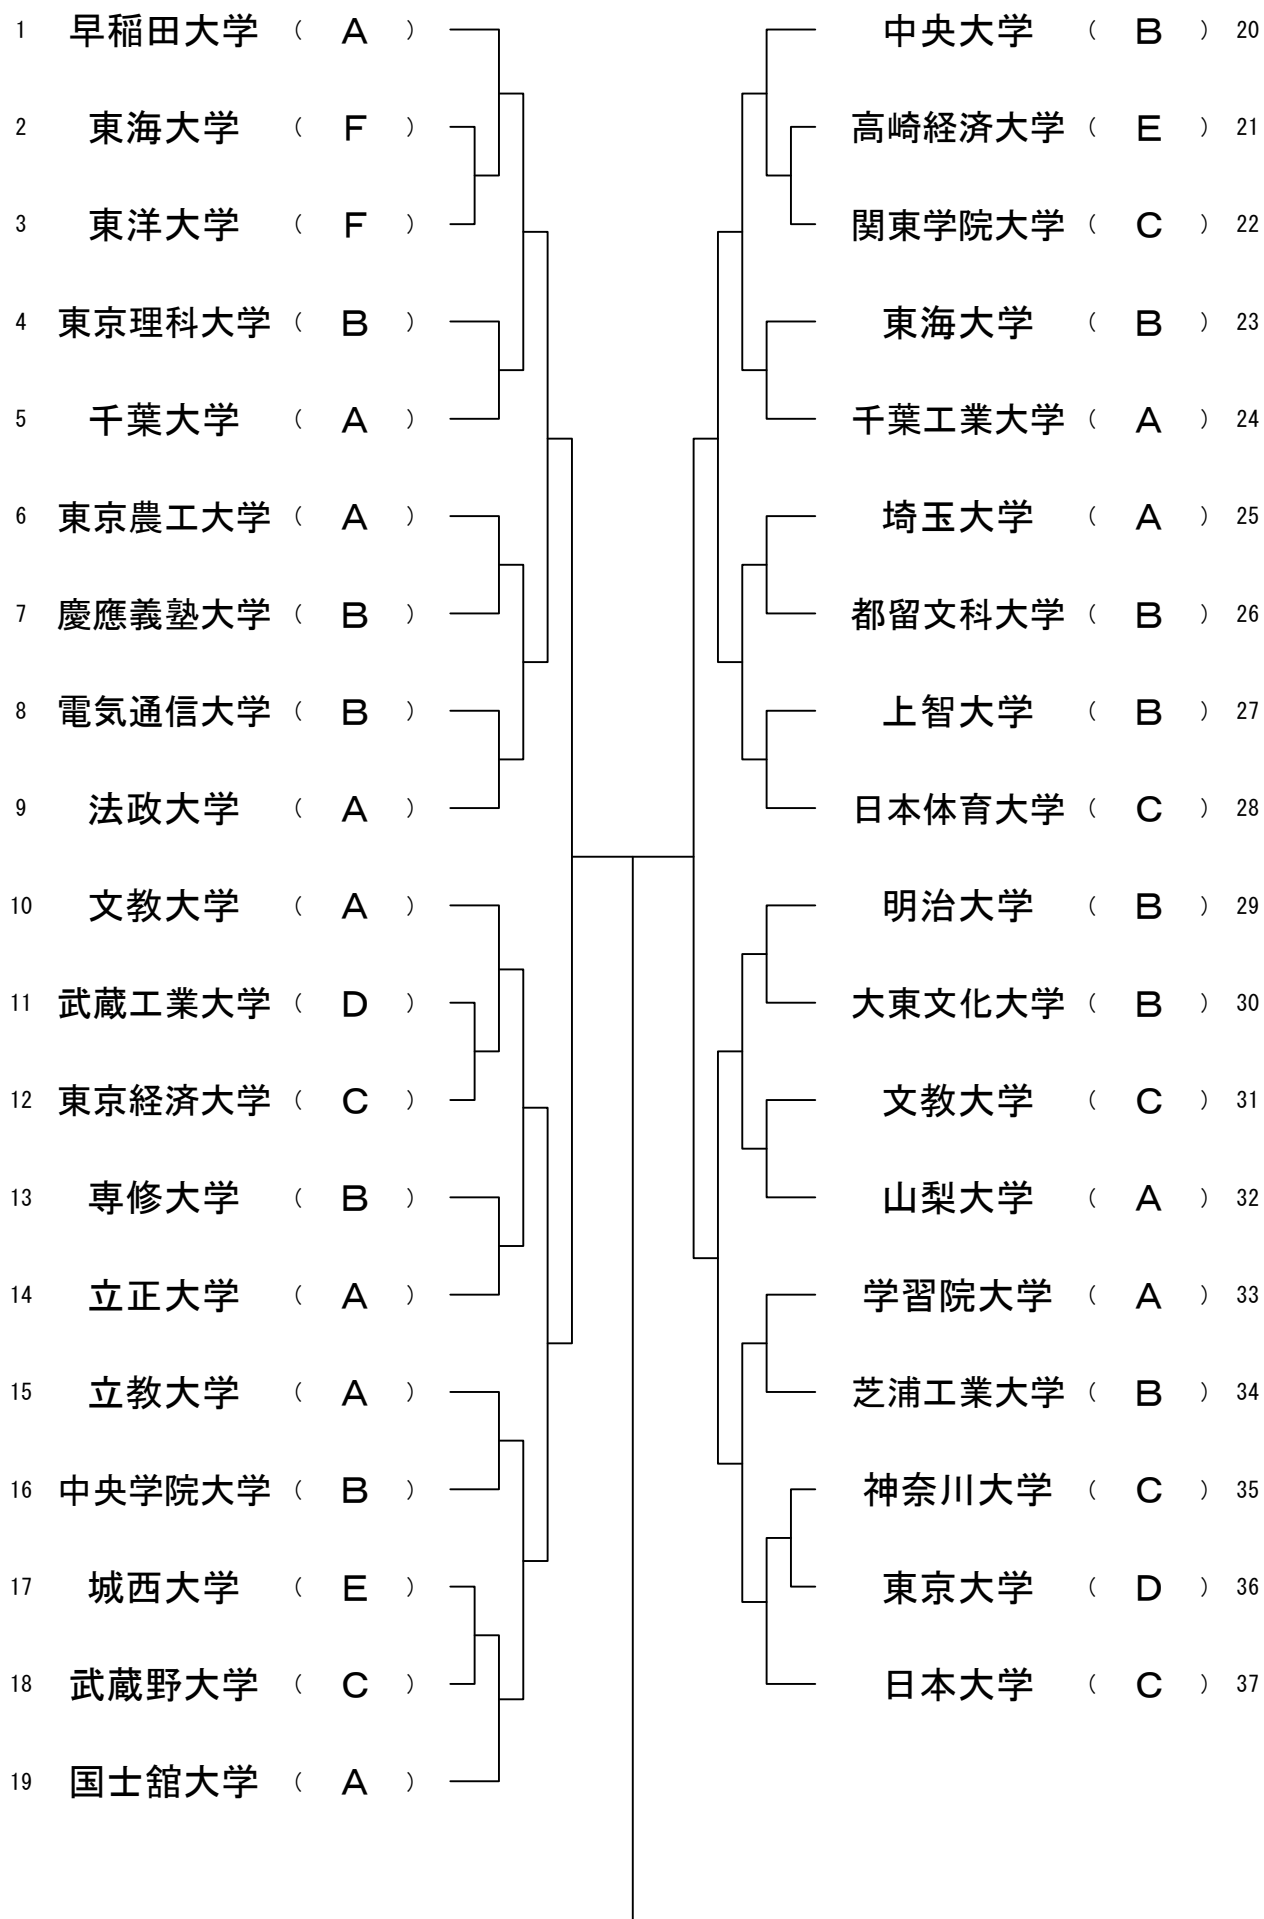 1 早稲田大学 ( A )
2 東海大学 ( F )
3 東洋大学 ( F )
4 東京理科大学 ( B )
5 千葉大学 ( A )
6 東京農工大学 ( A )
7 慶應義塾大学 ( B )
8 電気通信大学 ( B )
9 法政大学 ( A )
10 文教大学 ( A )
11 武蔵工業大学 ( D )
12 東京経済大学 ( C )
13 専修大学 ( B )
14 立正大学 ( A )
15 立教大学 ( A )
16 中央学院大学 ( B )
17 城西大学 ( E )
18 武蔵野大学 ( C )
19 国士舘大学 ( A )
中央大学 ( B ) 20
高崎経済大学 ( E ) 21
関東学院大学 ( C ) 22
東海大学 ( B ) 23
千葉工業大学 ( A ) 24
埼玉大学 ( A ) 25
都留文科大学 ( B ) 26
上智大学 ( B ) 27
日本体育大学 ( C ) 28
明治大学 ( B ) 29
大東文化大学 ( B ) 30
文教大学 ( C ) 31
山梨大学 ( A ) 32
学習院大学 ( A ) 33
芝浦工業大学 ( B ) 34
神奈川大学 ( C ) 35
東京大学 ( D ) 36
日本大学 ( C ) 37